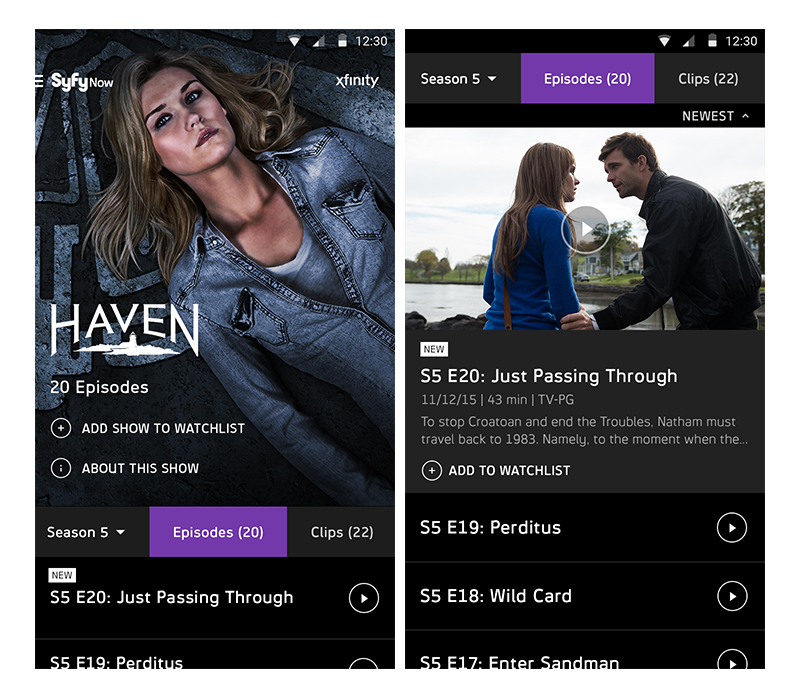 12:30
Syfy Now
xfinity
HAVEN
20 Episodes
ADD SHOW TO WATCHLIST
ABOUT THIS SHOW
Season 5
Episodes (20)
Clips (22)
NEW
S5 E20: Just Passing Through
S5 E19: Perditus
12:30
Season 5
Episodes (20)
Clips (22)
NEWEST
NEW
S5 E20: Just Passing Through
11/12/15 | 43 min | TV-PG
To stop Croatoan and end the Troubles, Natham must
travel back to 1983. Namely, to the moment when the...
ADD TO WATCHLIST
S5 E19: Perditus
S5 E18: Wild Card
S5 E17: Enter Sandman